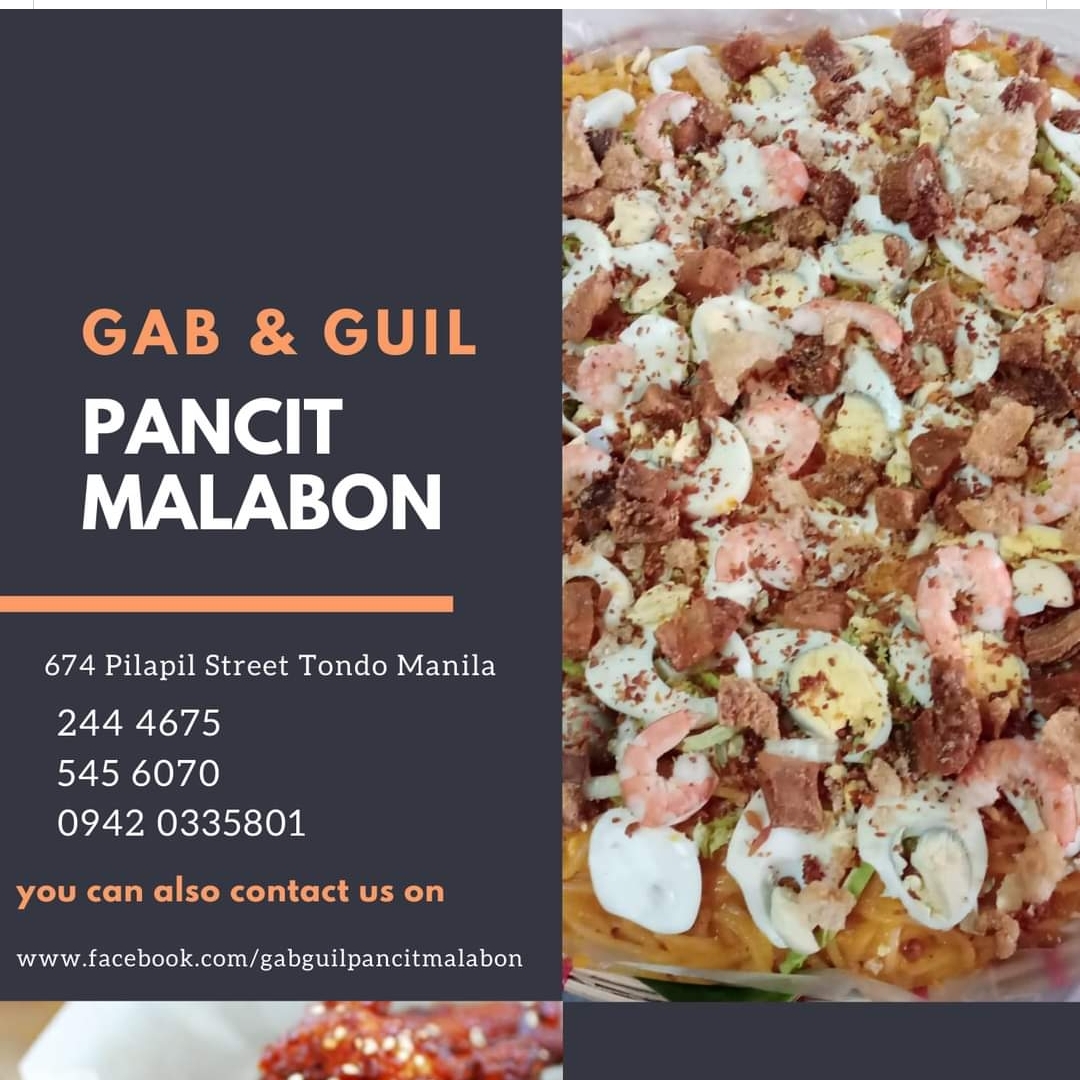 GAB & GUIL
PANCIT
MALABON
674 Pilapil Street Tondo Manila
244 4675
545 6070
0942 0335801
you can also contact us on
www.facebook.com/gabguilpancitmalabon